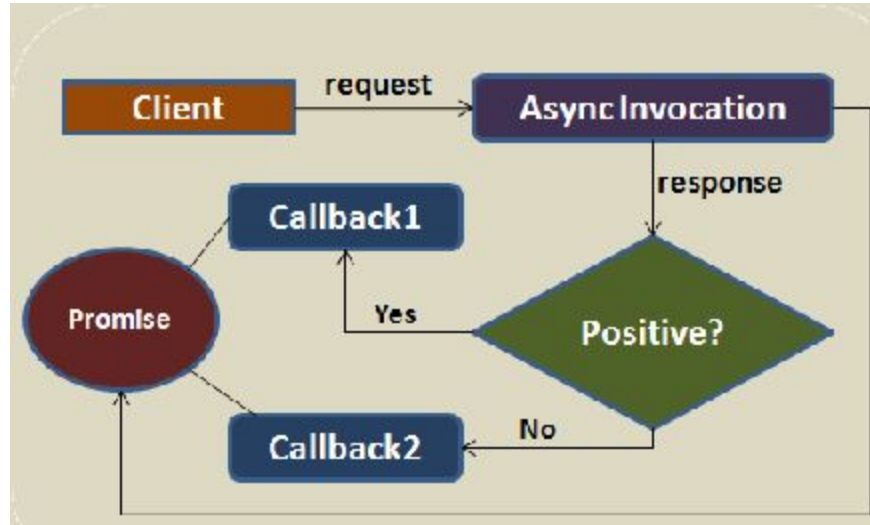 Client
request
Async Invocation
response
Callback1
Promise
Yes
Positive?
No
Callback2